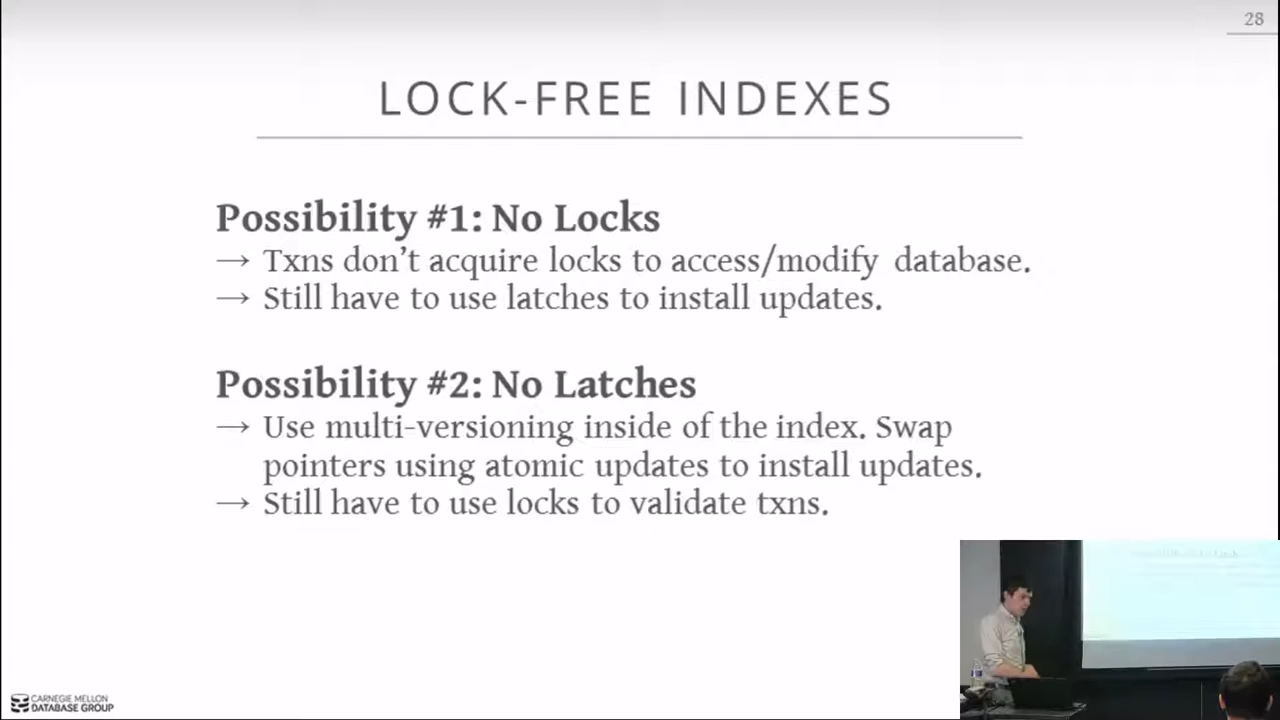 28
LOCK-FREE INDEXES
Possibility #1: No Locks
→ Txns don't acquire locks to access/modify database.
→ Still have to use latches to install updates.
Possibility #2: No Latches
→ Use multi-versioning inside of the index. Swap
pointers using atomic updates to install updates.
→ Still have to use locks to validate txns.
CARNEGIE MELLON
DATABASE GROUP